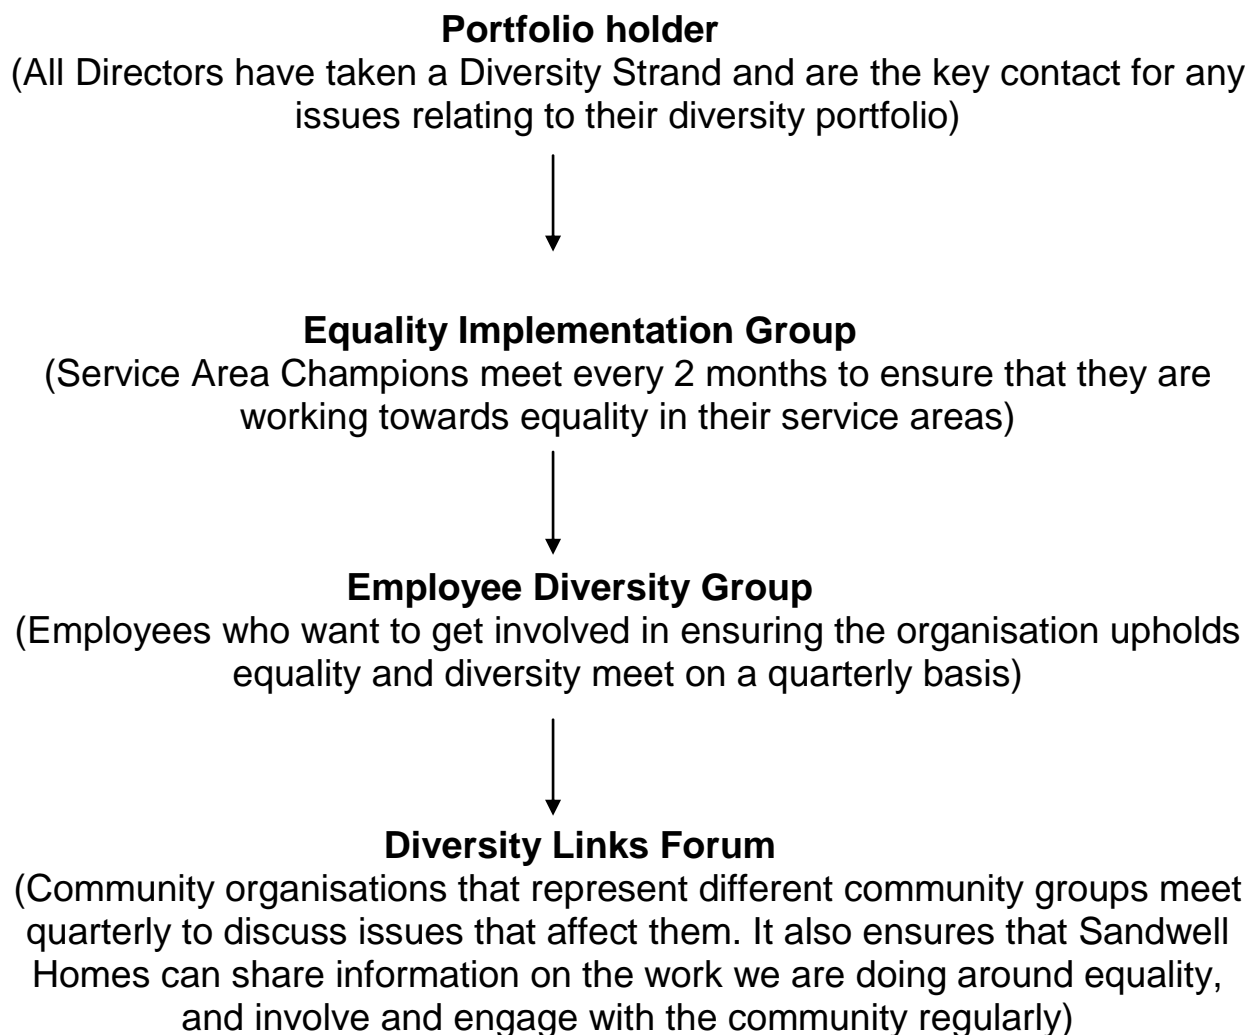 Portfolio holder
(All Directors have taken a Diversity Strand and are the key contact for any
issues relating to their diversity portfolio)
Equality Implementation Group
(Service Area Champions meet every 2 months to ensure that they are
working towards equality in their service areas)
Employee Diversity Group
(Employees who want to get involved in ensuring the organisation upholds
equality and diversity meet on a quarterly basis)
Diversity Links Forum
(Community organisations that represent different community groups meet
quarterly to discuss issues that affect them. It also ensures that Sandwell
Homes can share information on the work we are doing around equality,
and involve and engage with the community regularly)